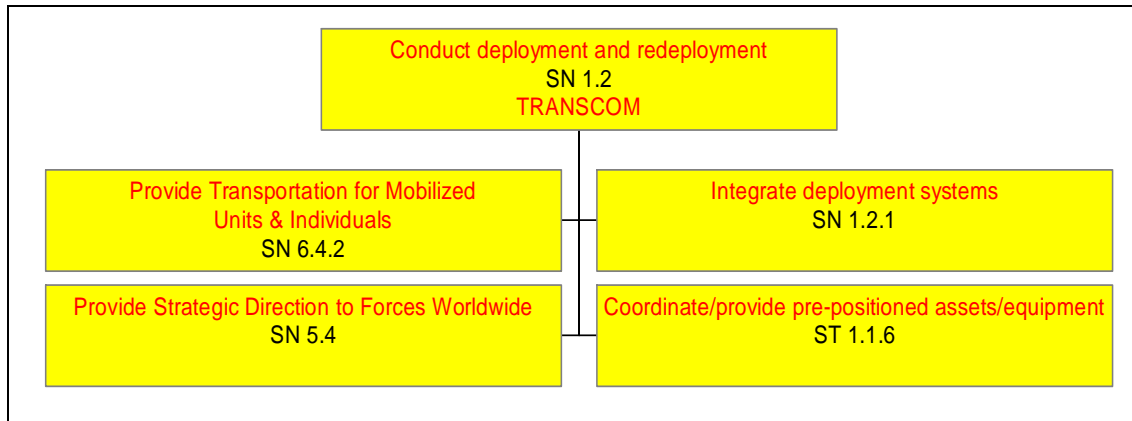 Conduct deployment and redeployment
SN 1.2
TRANSCOM
Provide Transportation for Mobilized
Units & Individuals
SN 6.4.2
Integrate deployment systems
SN 1.2.1
Provide Strategic Direction to Forces Worldwide
SN 5.4
Coordinate/provide pre-positioned assets/equipment
ST 1.1.6